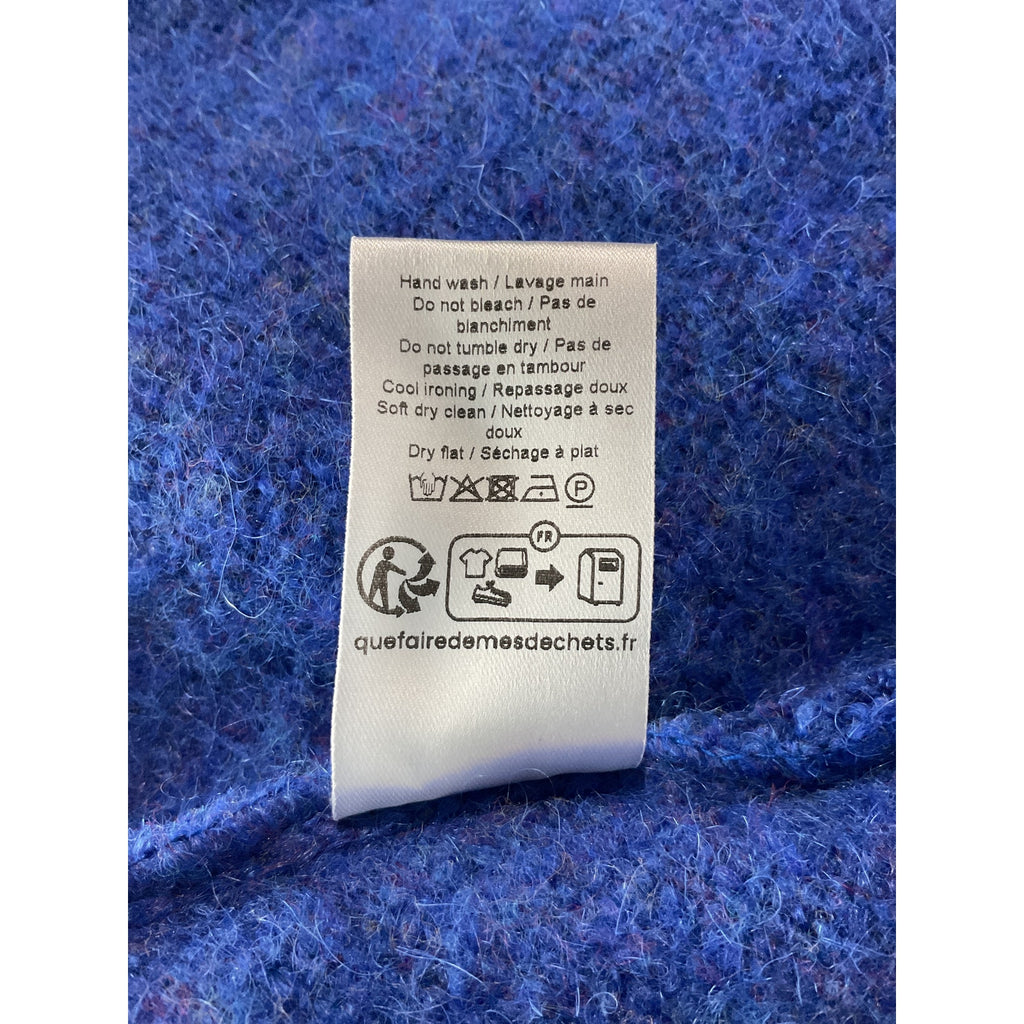 Hand wash / Lavage main
Do not bleach / Pas de
blanchiment
Do not tumble dry / Pas de
passage en tambour
Cool ironing / Repassage doux
Soft dry clean / Nettoyage à sec
doux
Dry flat / Séchage à plat
P
FR
quefairedemesdechets.fr